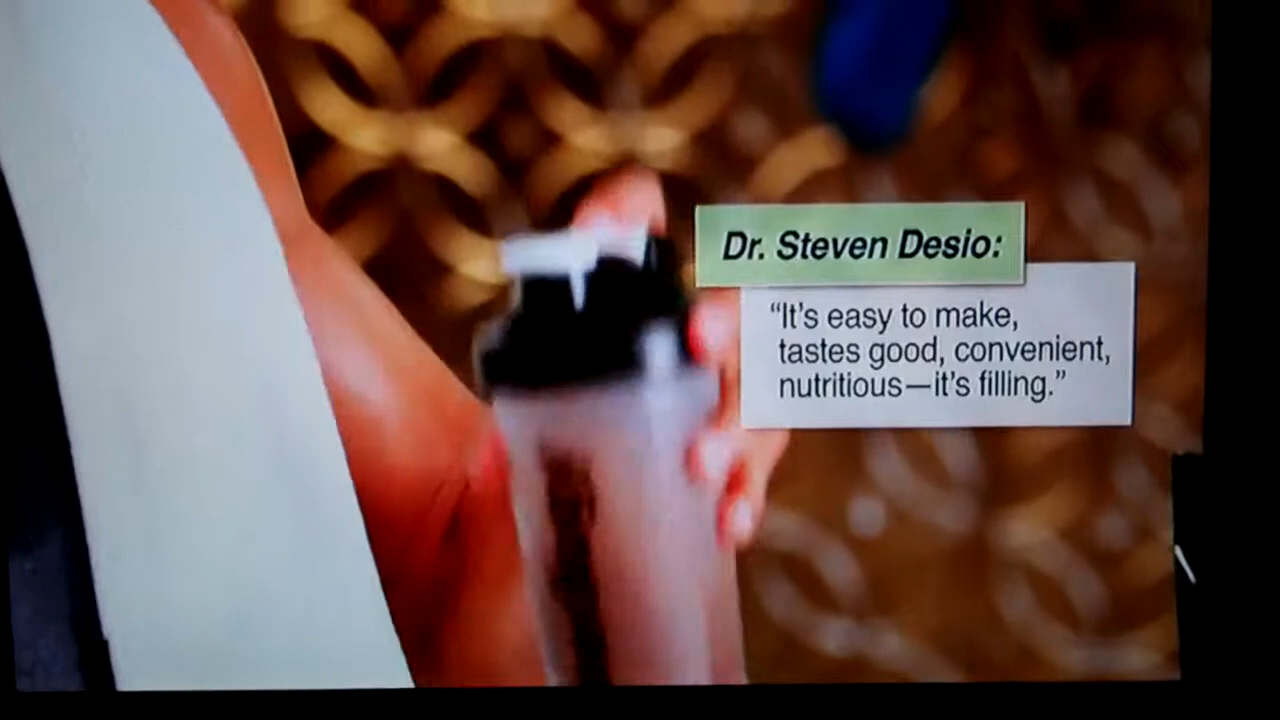 Dr. Steven Desio:
“It’s easy to make,
tastes good, convenient,
nutritious—it’s filling.”